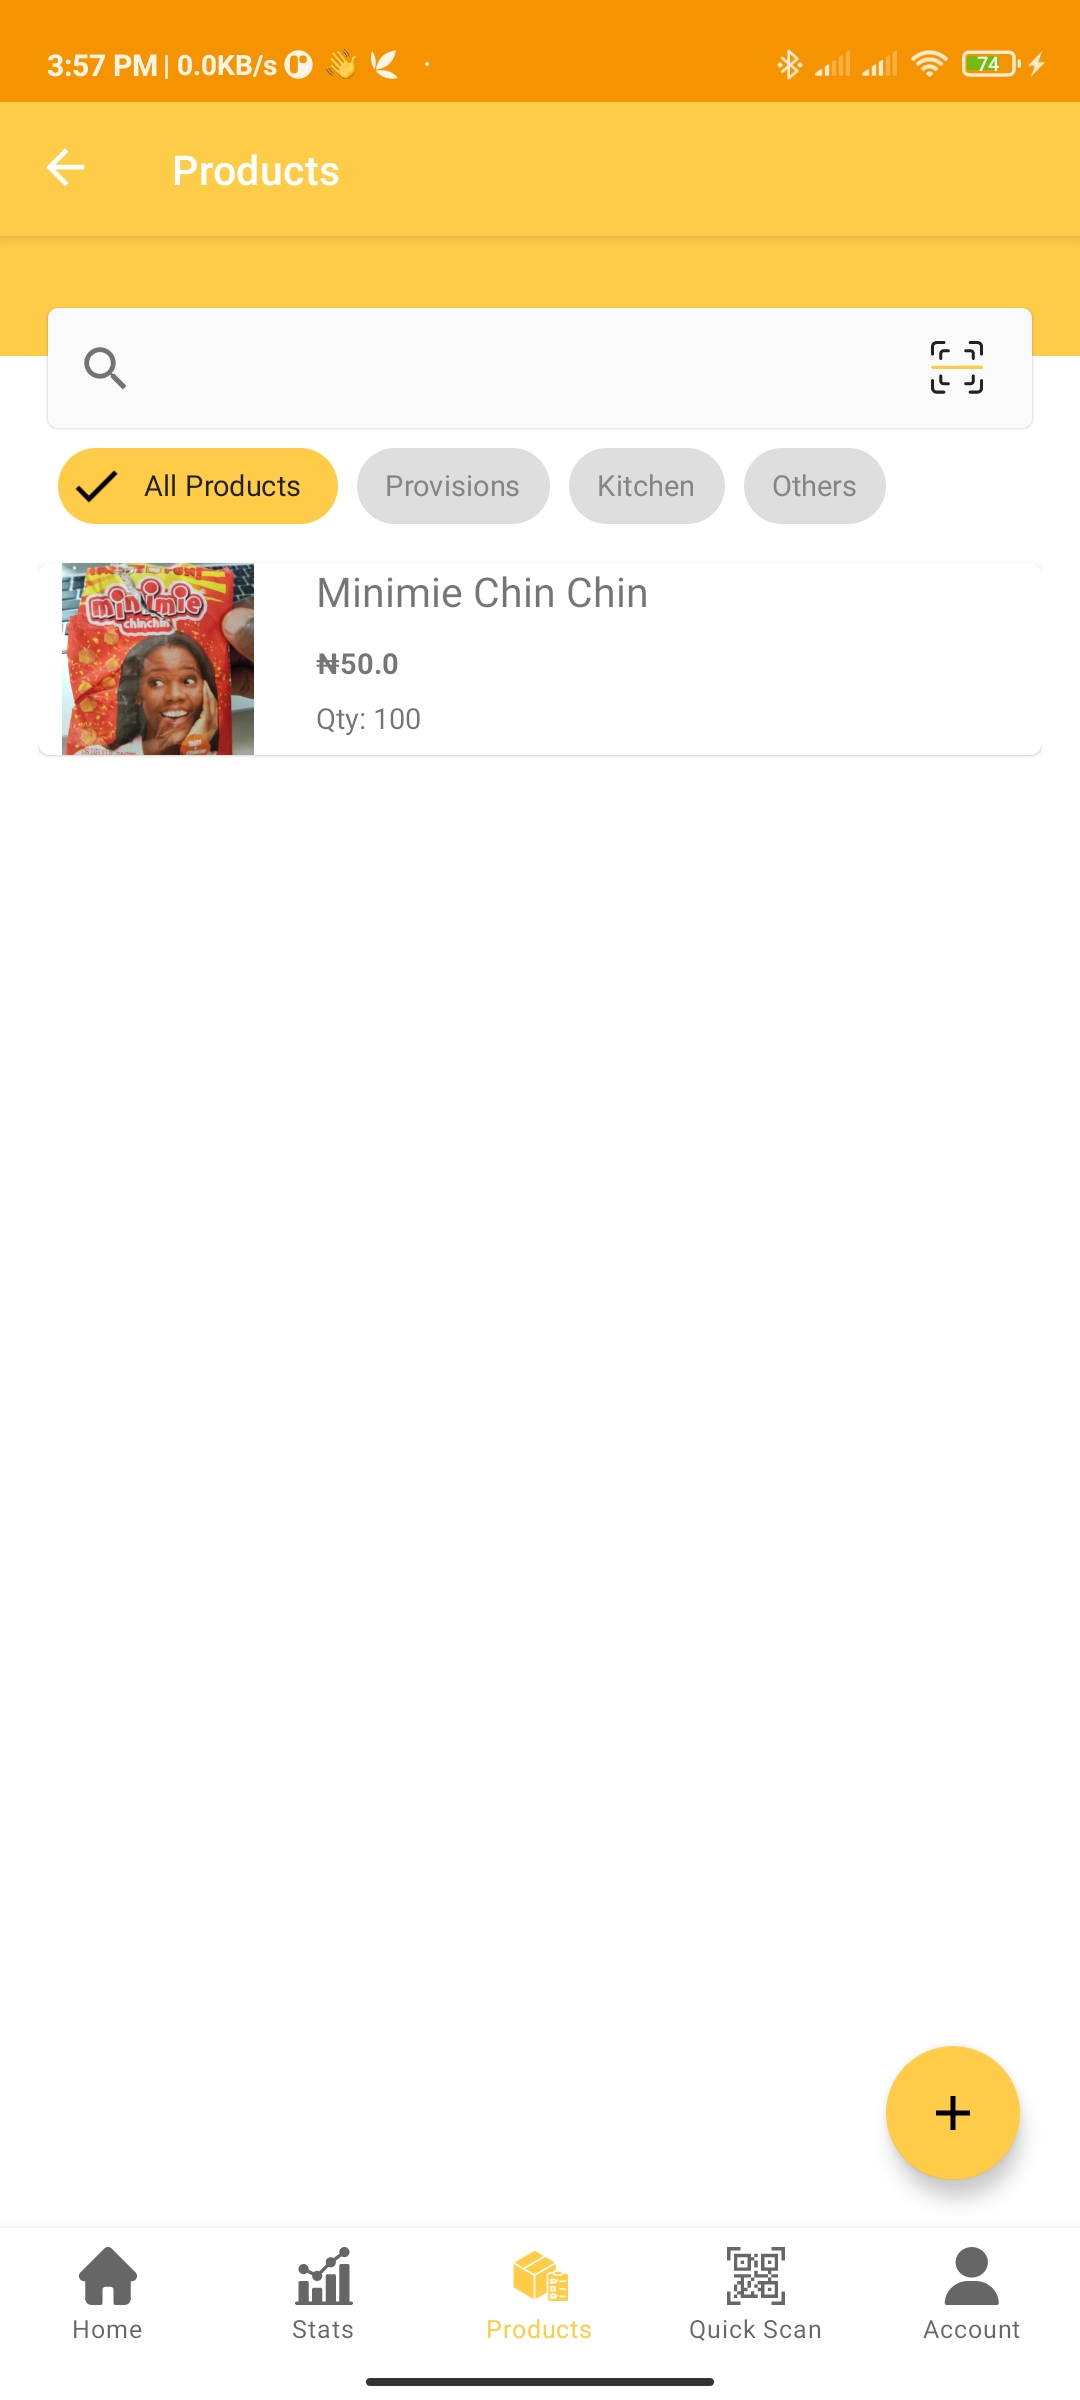 3:57 PM | 0.0KB/s
74
Products
All Products
Provisions
Kitchen
Others
minimie
chinchin
Minimie Chin Chin
₦50.0
Qty: 100
Home
Stats
Products
Quick Scan
Account